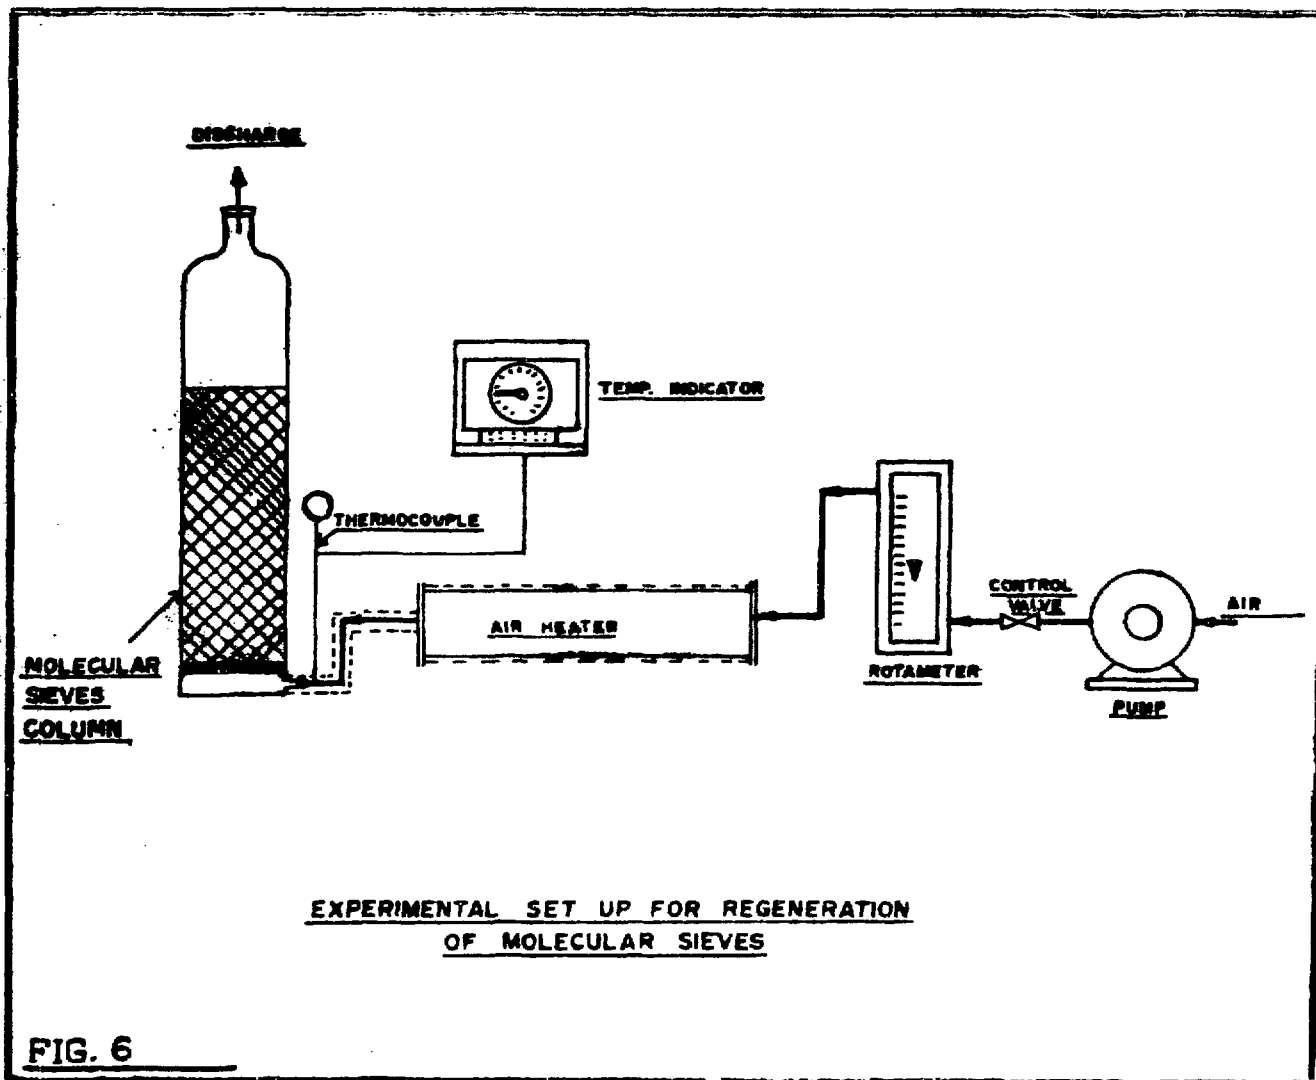 DISCHARGE
TEMP. INDICATOR
THERMOCOUPLE
CONTROL
VALVE
AIR
AIR HEATER
MOLECULAR
SIEVES
COLUMN
ROTAMETER
PUMP
EXPERIMENTAL SET UP FOR REGENERATION
OF MOLECULAR SIEVES
FIG. 6